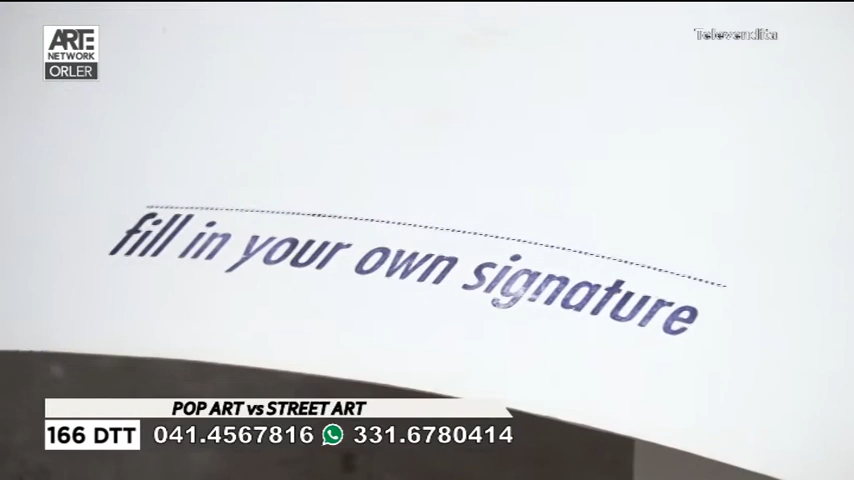 ARTE
NETWORK
ORLER
Televendita
fill in your own signature
POP ART vs STREET ART
166 DTT 041.4567816 331.6780414